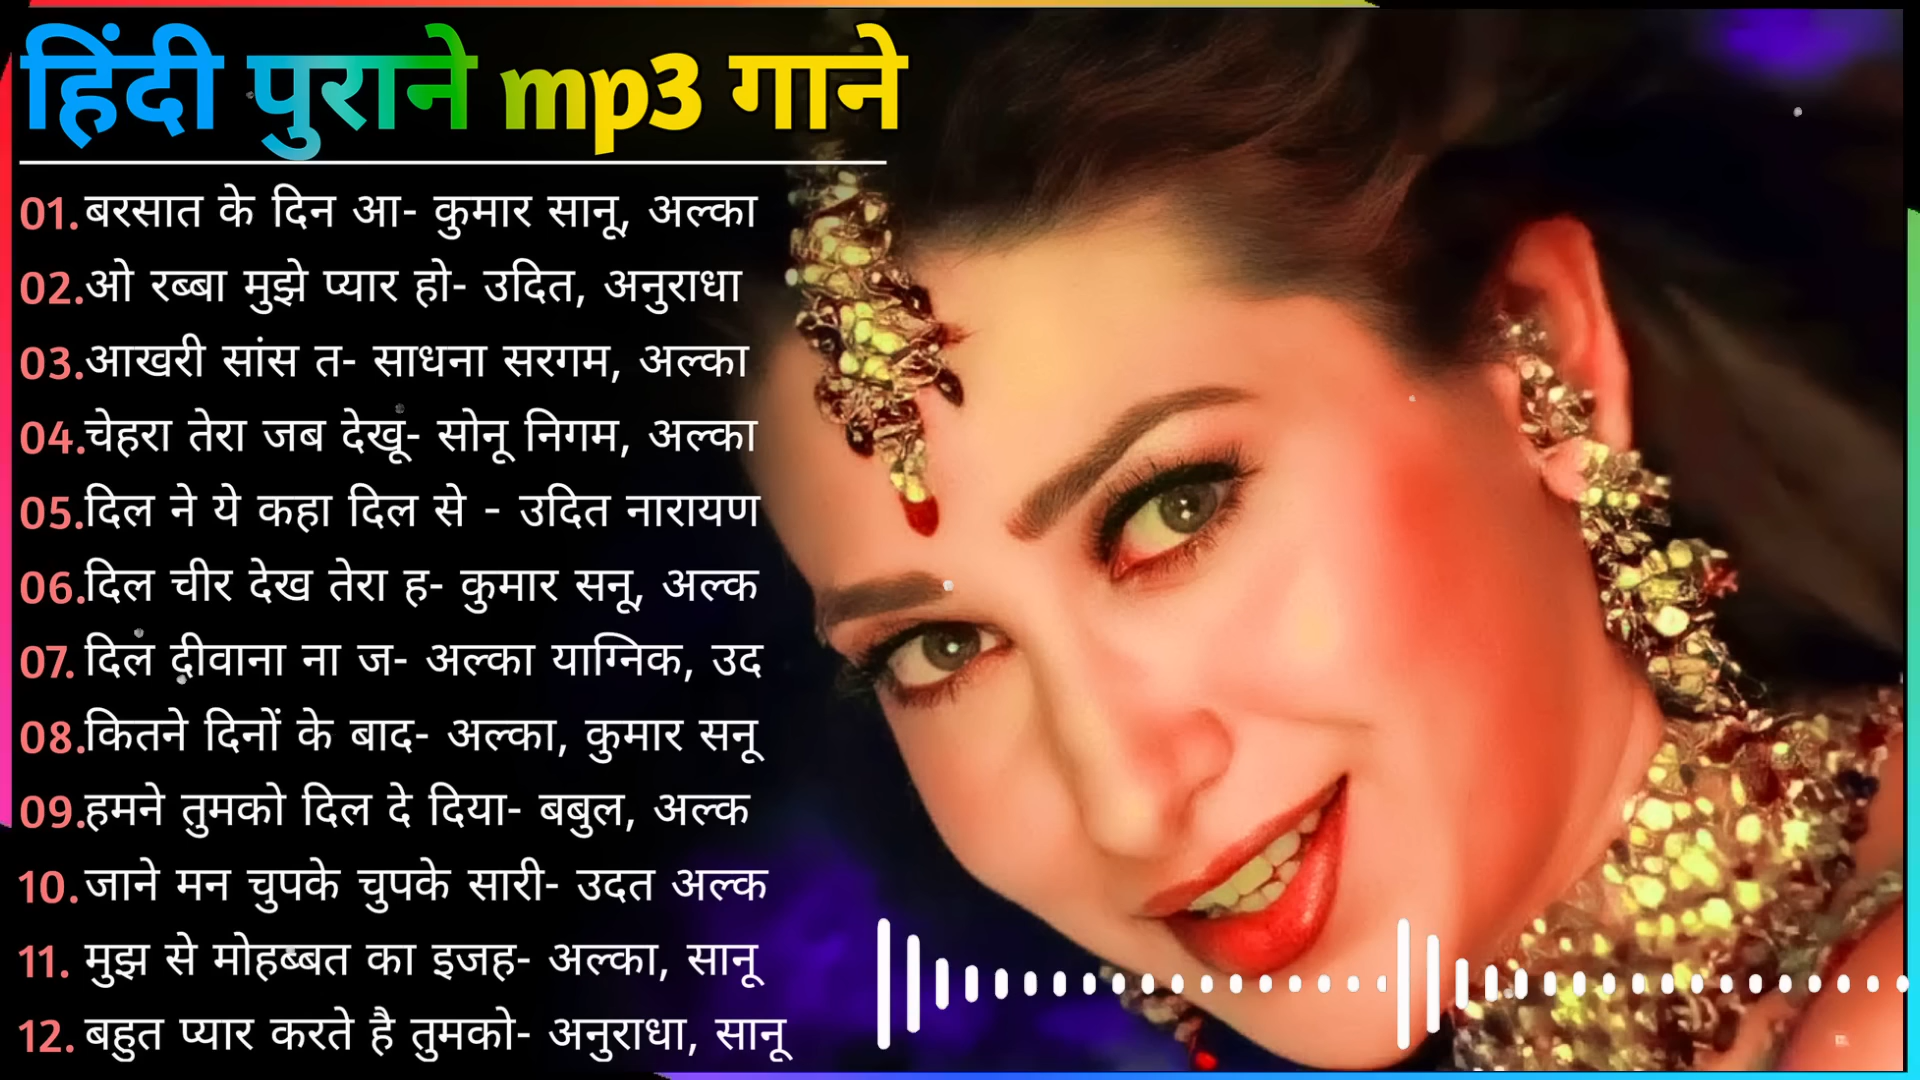 हिंदी पुराने mp3 गाने
01.बरसात के दिन आ- कुमार सानू, अल्का
02.ओ रब्बा मुझे प्यार हो- उदित, अनुराधा
03.आखरी सांस त- साधना सरगम, अल्का
04.चेहरा तेरा जब देखूं- सोनू निगम, अल्का
05.दिल ने ये कहा दिल से - उदित नारायण
06.दिल चीर देख तेरा ह- कुमार सनू, अल्क
07. दिल दीवाना ना ज- अल्का याग्निक, उद
08.कितने दिनों के बाद- अल्का, कुमार सनू
09.हमने तुमको दिल दे दिया- बबुल, अल्क
10.जाने मन चुपके चुपके सारी- उदत अल्क
11. मुझ से मोहब्बत का इजह- अल्का, सानू
12. बहुत प्यार करते है तुमको- अनुराधा, सानू